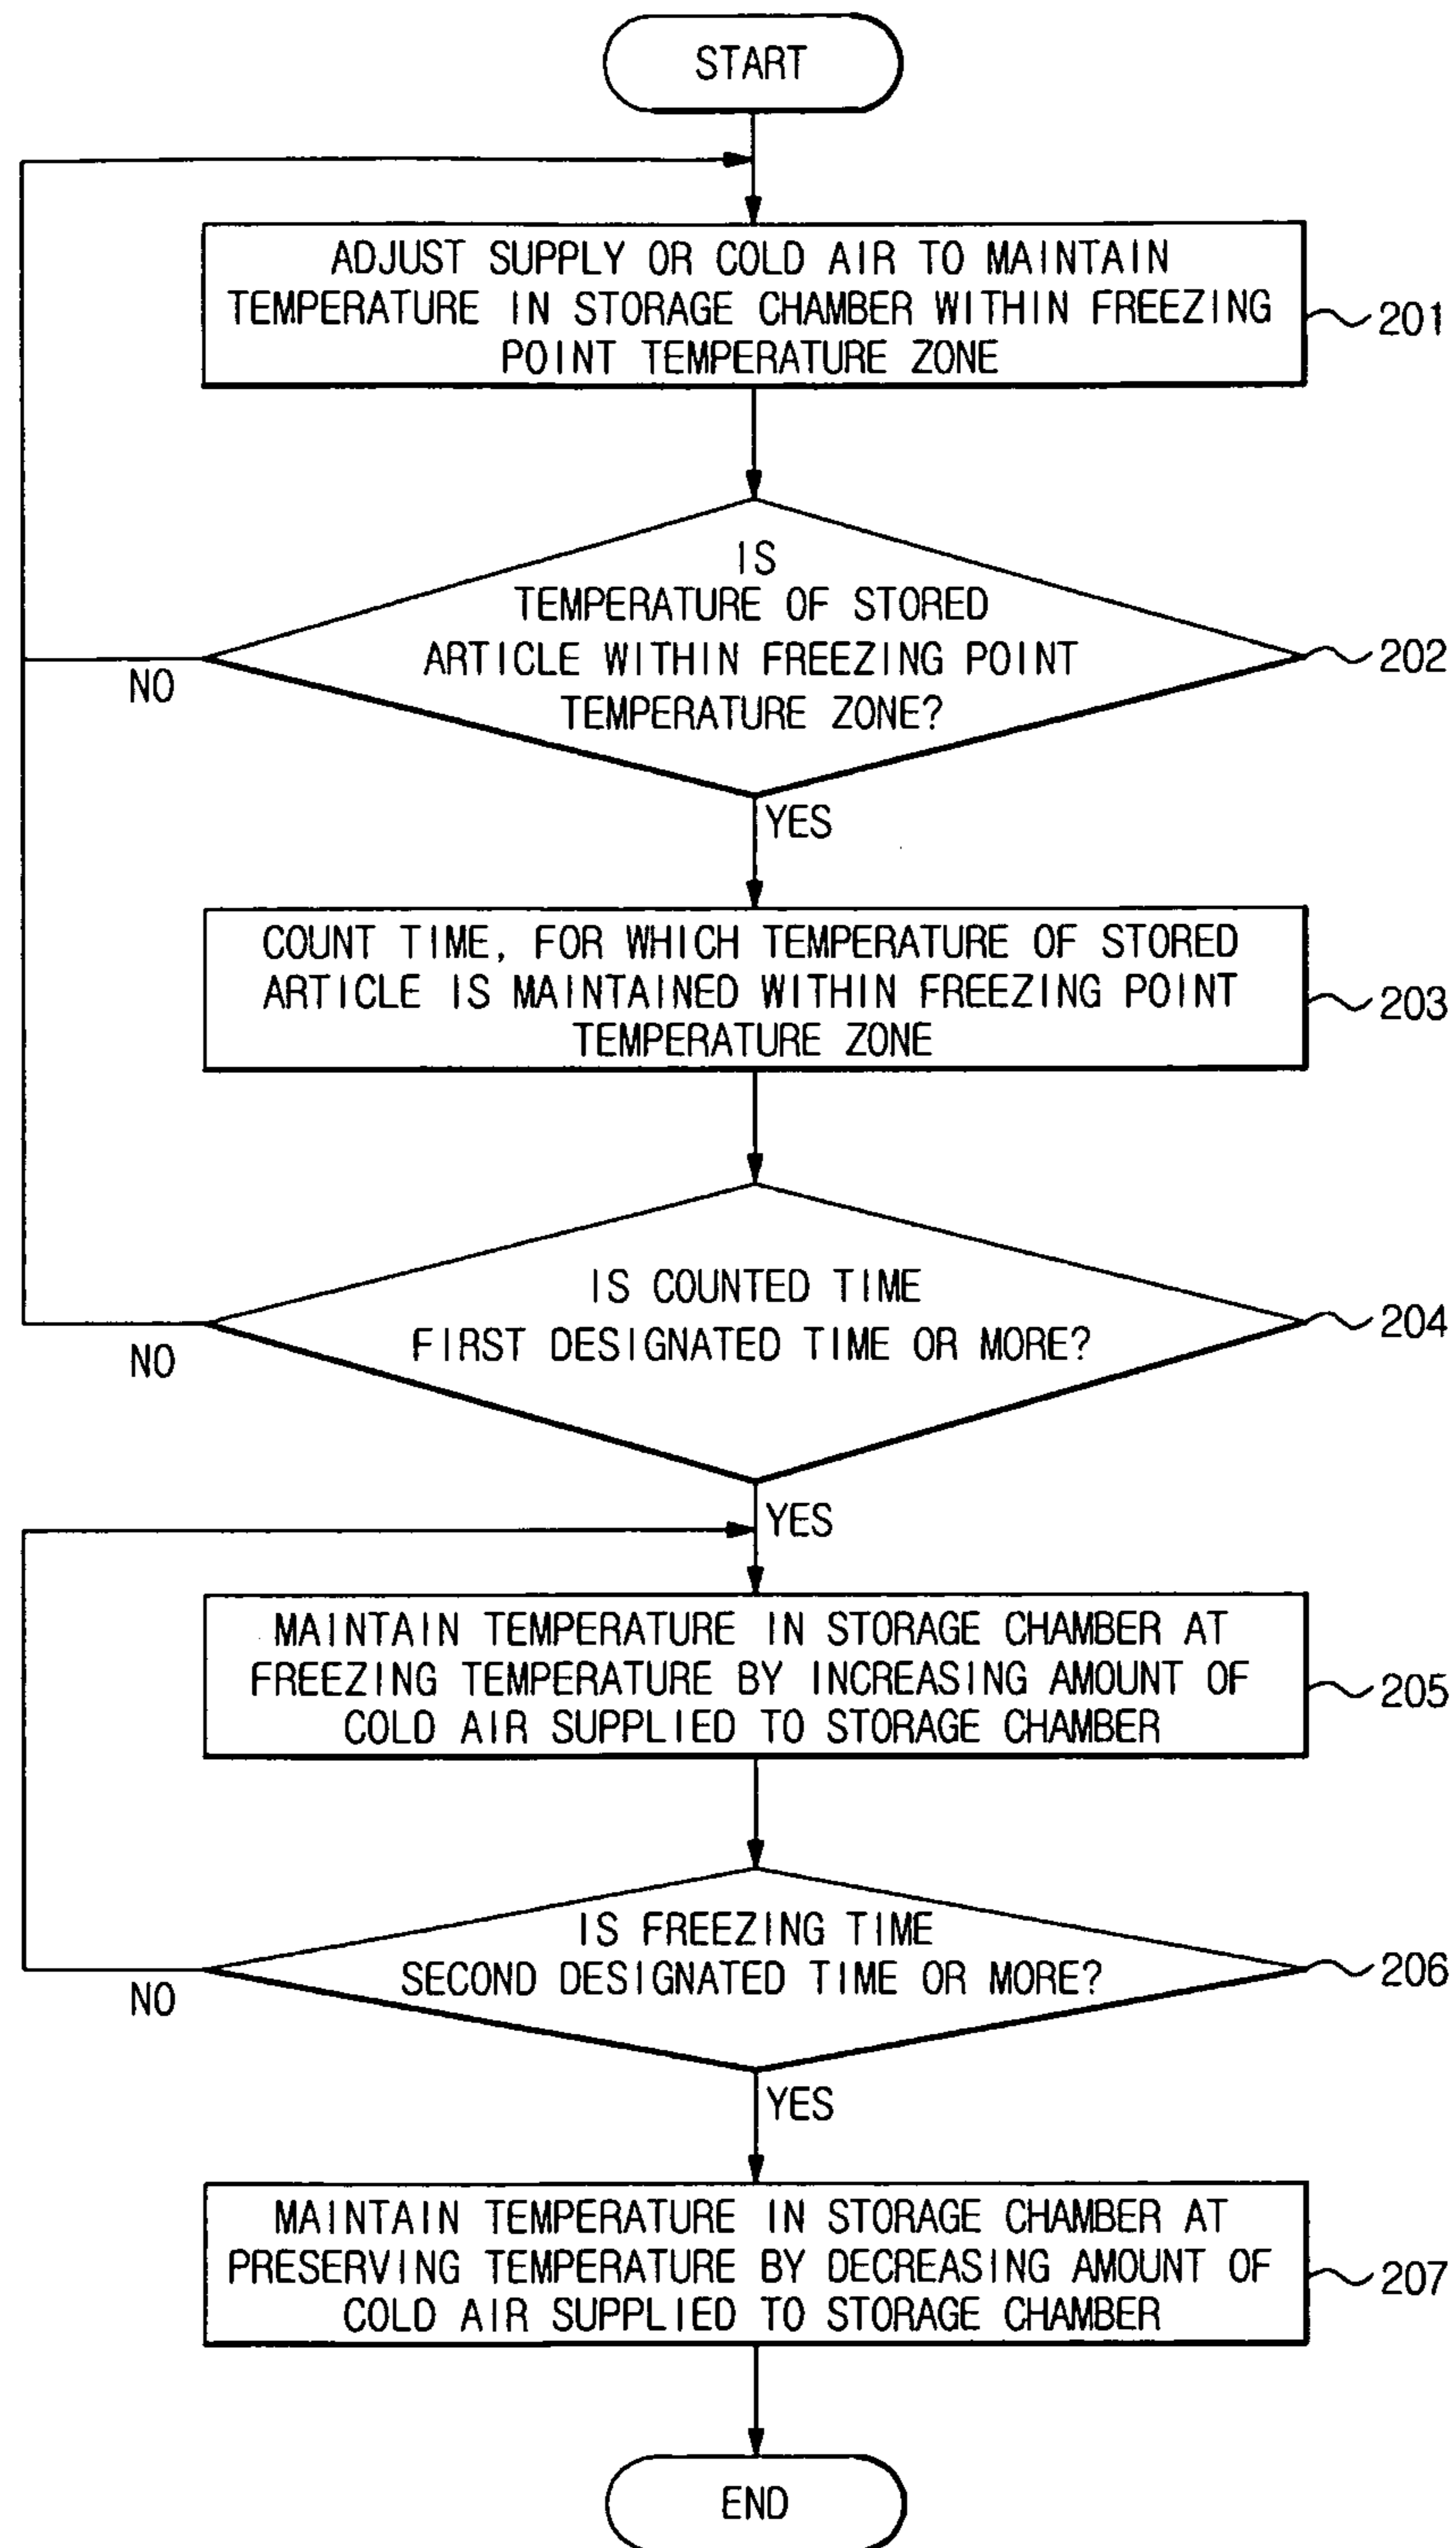 START
ADJUST SUPPLY OR COLD AIR TO MAINTAIN
TEMPERATURE IN STORAGE CHAMBER WITHIN FREEZING
POINT TEMPERATURE ZONE
201
IS
TEMPERATURE OF STORED
ARTICLE WITHIN FREEZING POINT
TEMPERATURE ZONE?
202
NO
YES
COUNT TIME, FOR WHICH TEMPERATURE OF STORED
ARTICLE IS MAINTAINED WITHIN FREEZING POINT
TEMPERATURE ZONE
203
IS COUNTED TIME
FIRST DESIGNATED TIME OR MORE?
204
NO
YES
MAINTAIN TEMPERATURE IN STORAGE CHAMBER AT
FREEZING TEMPERATURE BY INCREASING AMOUNT OF
COLD AIR SUPPLIED TO STORAGE CHAMBER
205
IS FREEZING TIME
SECOND DESIGNATED TIME OR MORE?
206
NO
YES
MAINTAIN TEMPERATURE IN STORAGE CHAMBER AT
PRESERVING TEMPERATURE BY DECREASING AMOUNT OF
COLD AIR SUPPLIED TO STORAGE CHAMBER
207
END